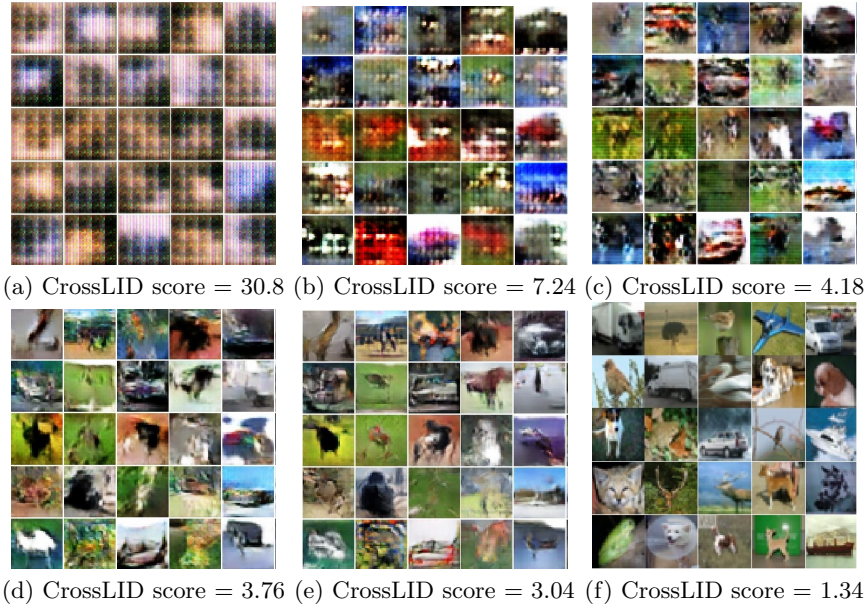 (a) CrossLID score = 30.8 (b) CrossLID score = 7.24 (c) CrossLID score = 4.18
(d) CrossLID score = 3.76 (e) CrossLID score = 3.04 (f) CrossLID score = 1.34